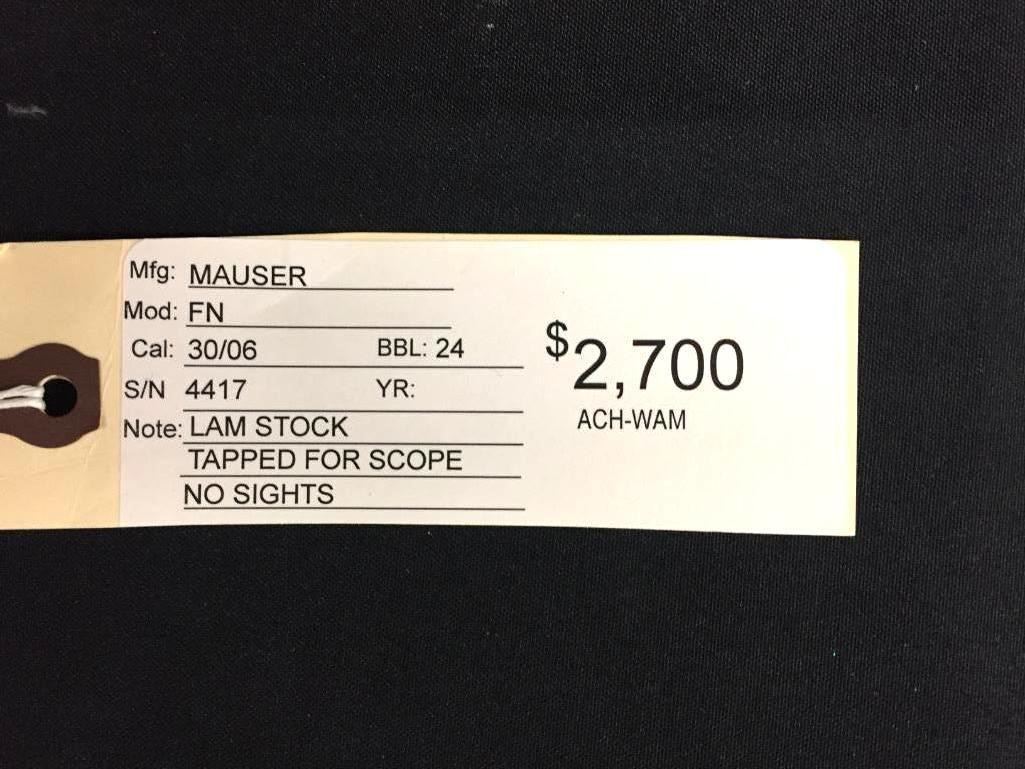 Mfg: MAUSER
Mod: FN
Cal: 30/06 BBL: 24
S/N 4417 YR:
Note: LAM STOCK
TAPPED FOR SCOPE
NO SIGHTS
$2,700
ACH-WAM